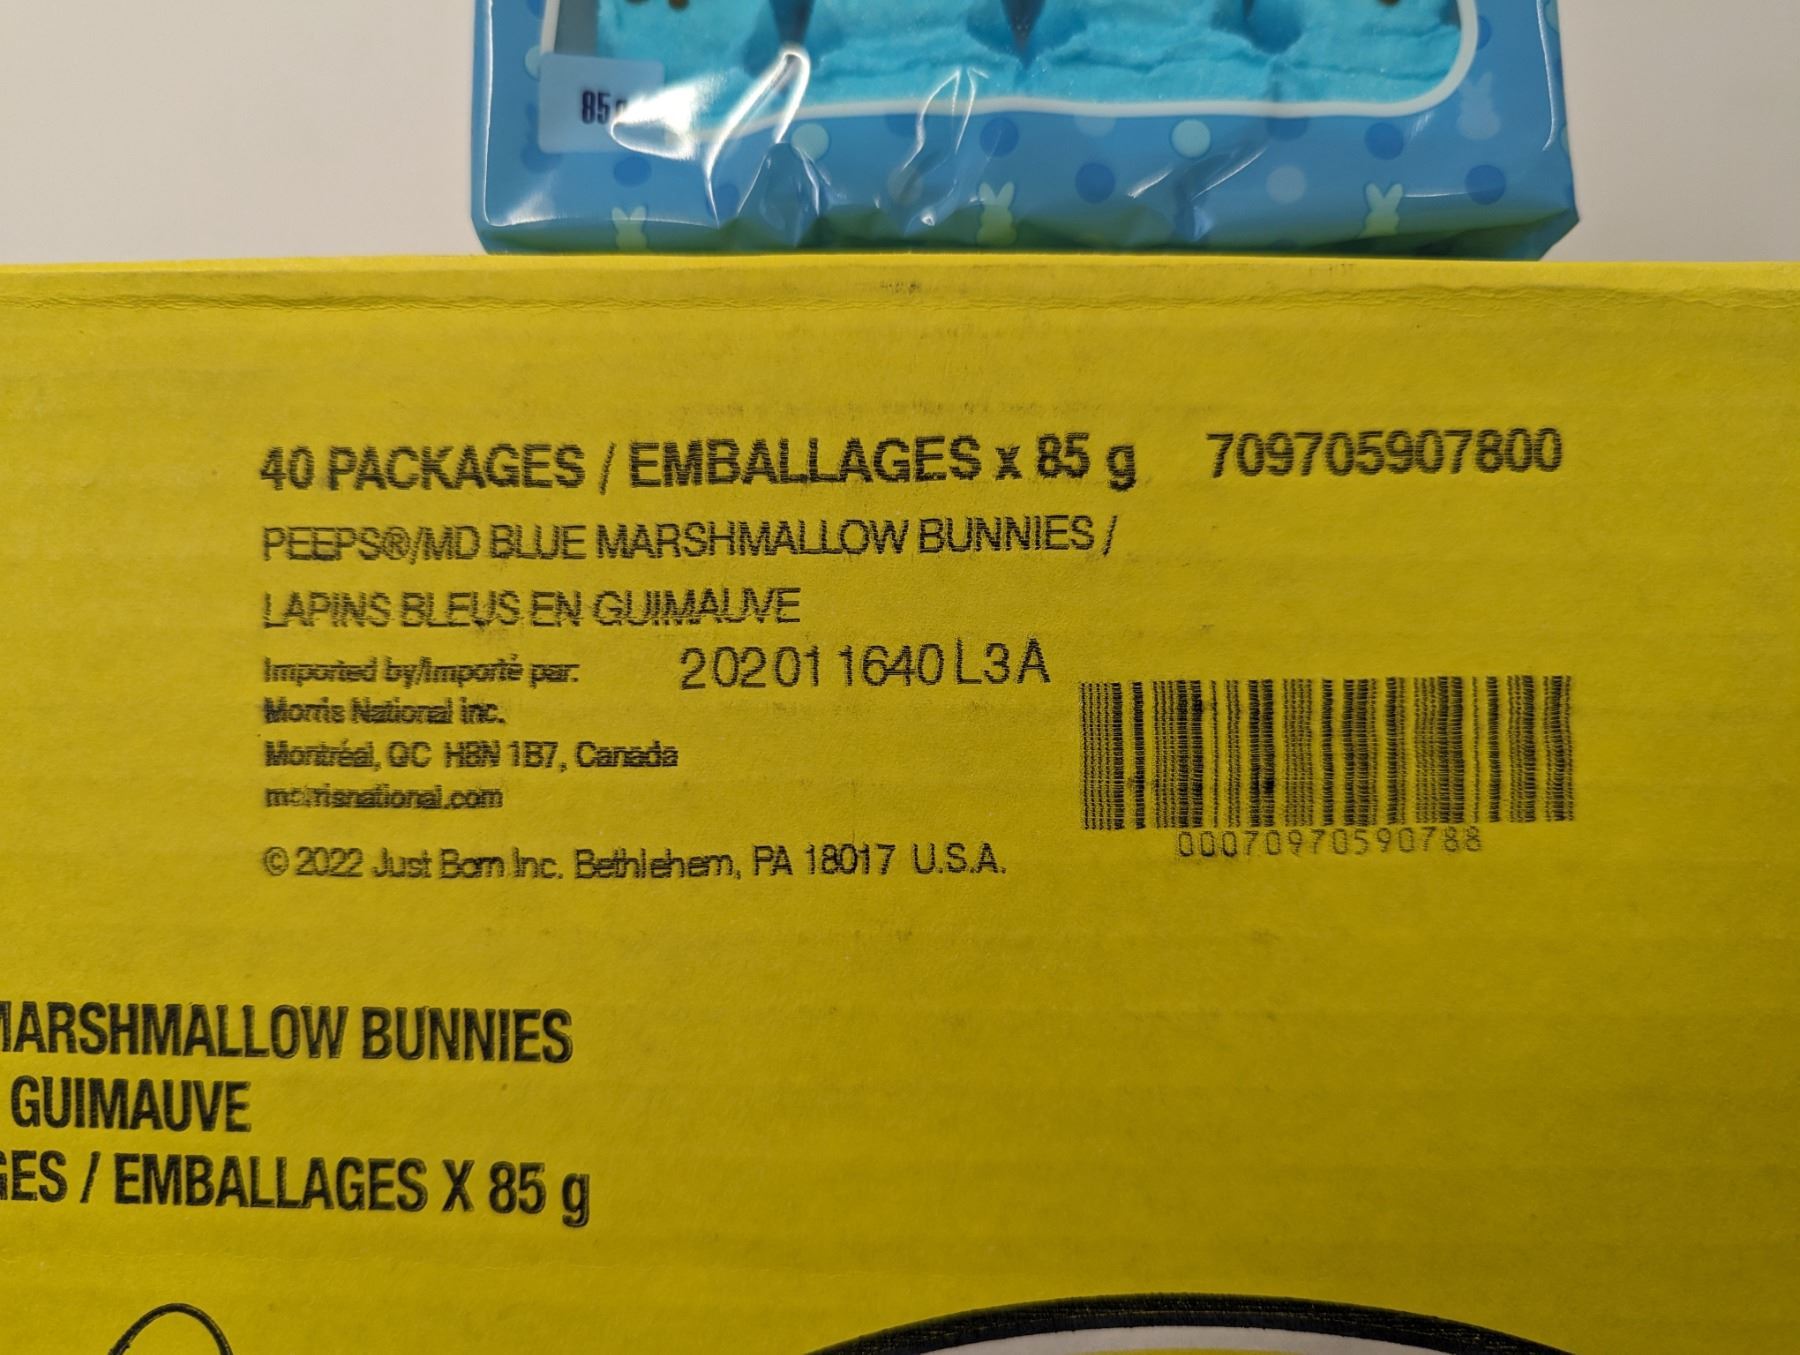 85 g
40 PACKAGES / EMBALLAGES x 85 g 709705907800
PEEPS®/MD BLUE MARSHMALLOW BUNNIES /
LAPINS BLEUS EN GUIMAUVE
Imported by/Importé par: 202011640 L3A
Morris National inc.
Montréal, QC H8N 1B7, Canada
morrisnational.com
00070970590788
© 2022 Just Born Inc. Bethlehem, PA 18017 U.S.A.
MARSHMALLOW BUNNIES
GUIMAUVE
GES / EMBALLAGES X 85 g